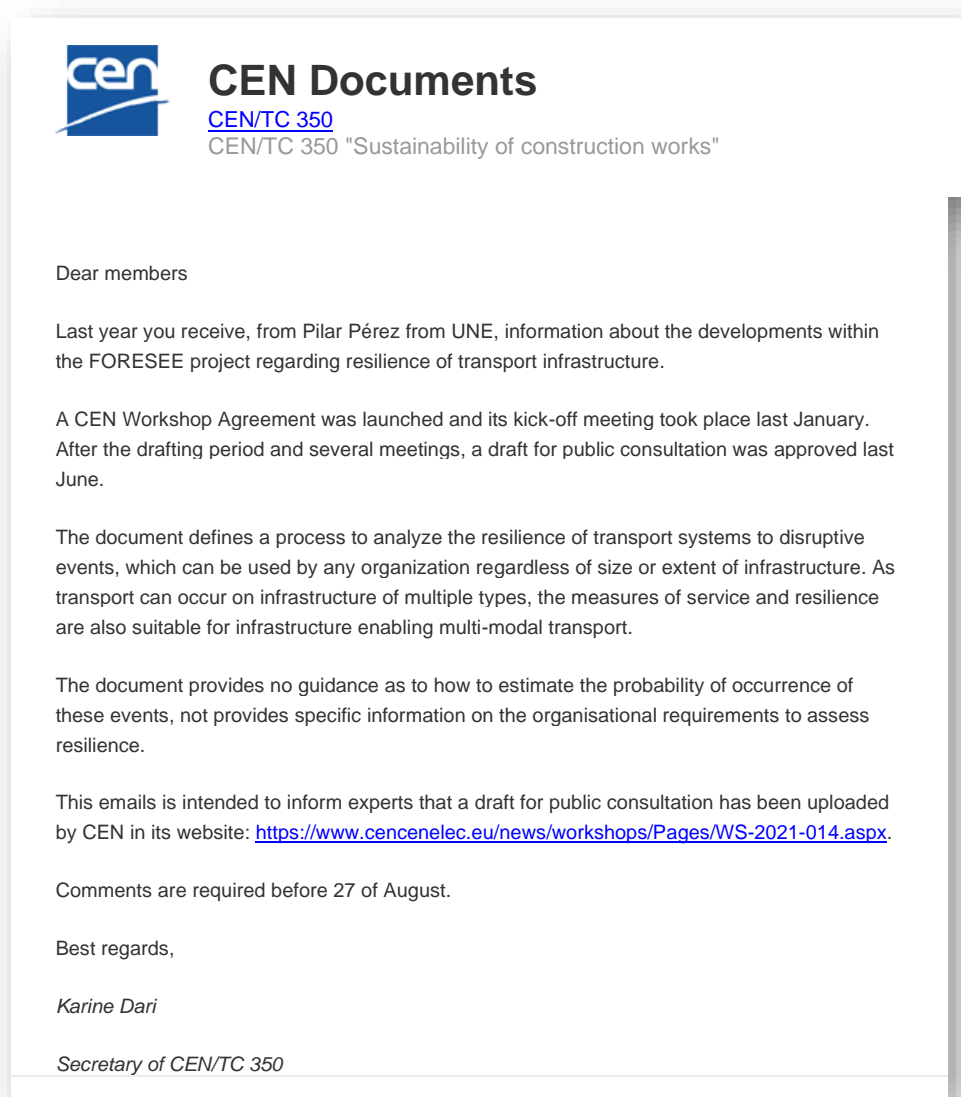 cen
CEN Documents
CEN/TC 350
CEN/TC 350 "Sustainability of construction works"
Dear members
Last year you receive, from Pilar Pérez from UNE, information about the developments within
the FORESEE project regarding resilience of transport infrastructure.
A CEN Workshop Agreement was launched and its kick-off meeting took place last January.
After the drafting period and several meetings, a draft for public consultation was approved last
June.
The document defines a process to analyze the resilience of transport systems to disruptive
events, which can be used by any organization regardless of size or extent of infrastructure. As
transport can occur on infrastructure of multiple types, the measures of service and resilience
are also suitable for infrastructure enabling multi-modal transport.
The document provides no guidance as to how to estimate the probability of occurrence of
these events, not provides specific information on the organisational requirements to assess
resilience.
This emails is intended to inform experts that a draft for public consultation has been uploaded
by CEN in its website: https://www.cencenelec.eu/news/workshops/Pages/WS-2021-014.aspx.
Comments are required before 27 of August.
Best regards,
Karine Dari
Secretary of CEN/TC 350